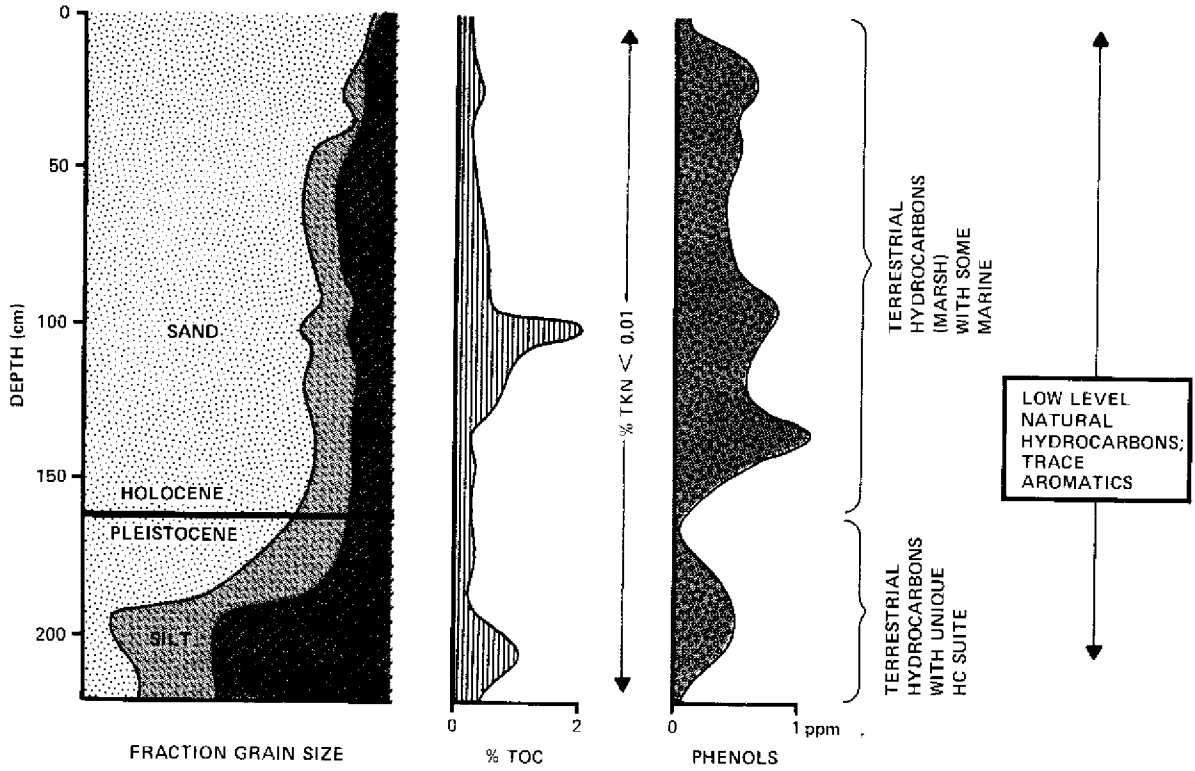 0
50
100
150
200
DEPTH (cm)
SAND
HOLOCENE
PLEISTOCENE
SILT
FRACTION GRAIN SIZE
0
2
% TOC
% TKN < 0.01
0
1 ppm
PHENOLS
TERRESTRIAL
HYDROCARBONS
(MARSH)
WITH SOME
MARINE
TERRESTRIAL
HYDROCARBONS
WITH UNIQUE
HC SUITE
LOW LEVEL
NATURAL
HYDROCARBONS;
TRACE
AROMATICS